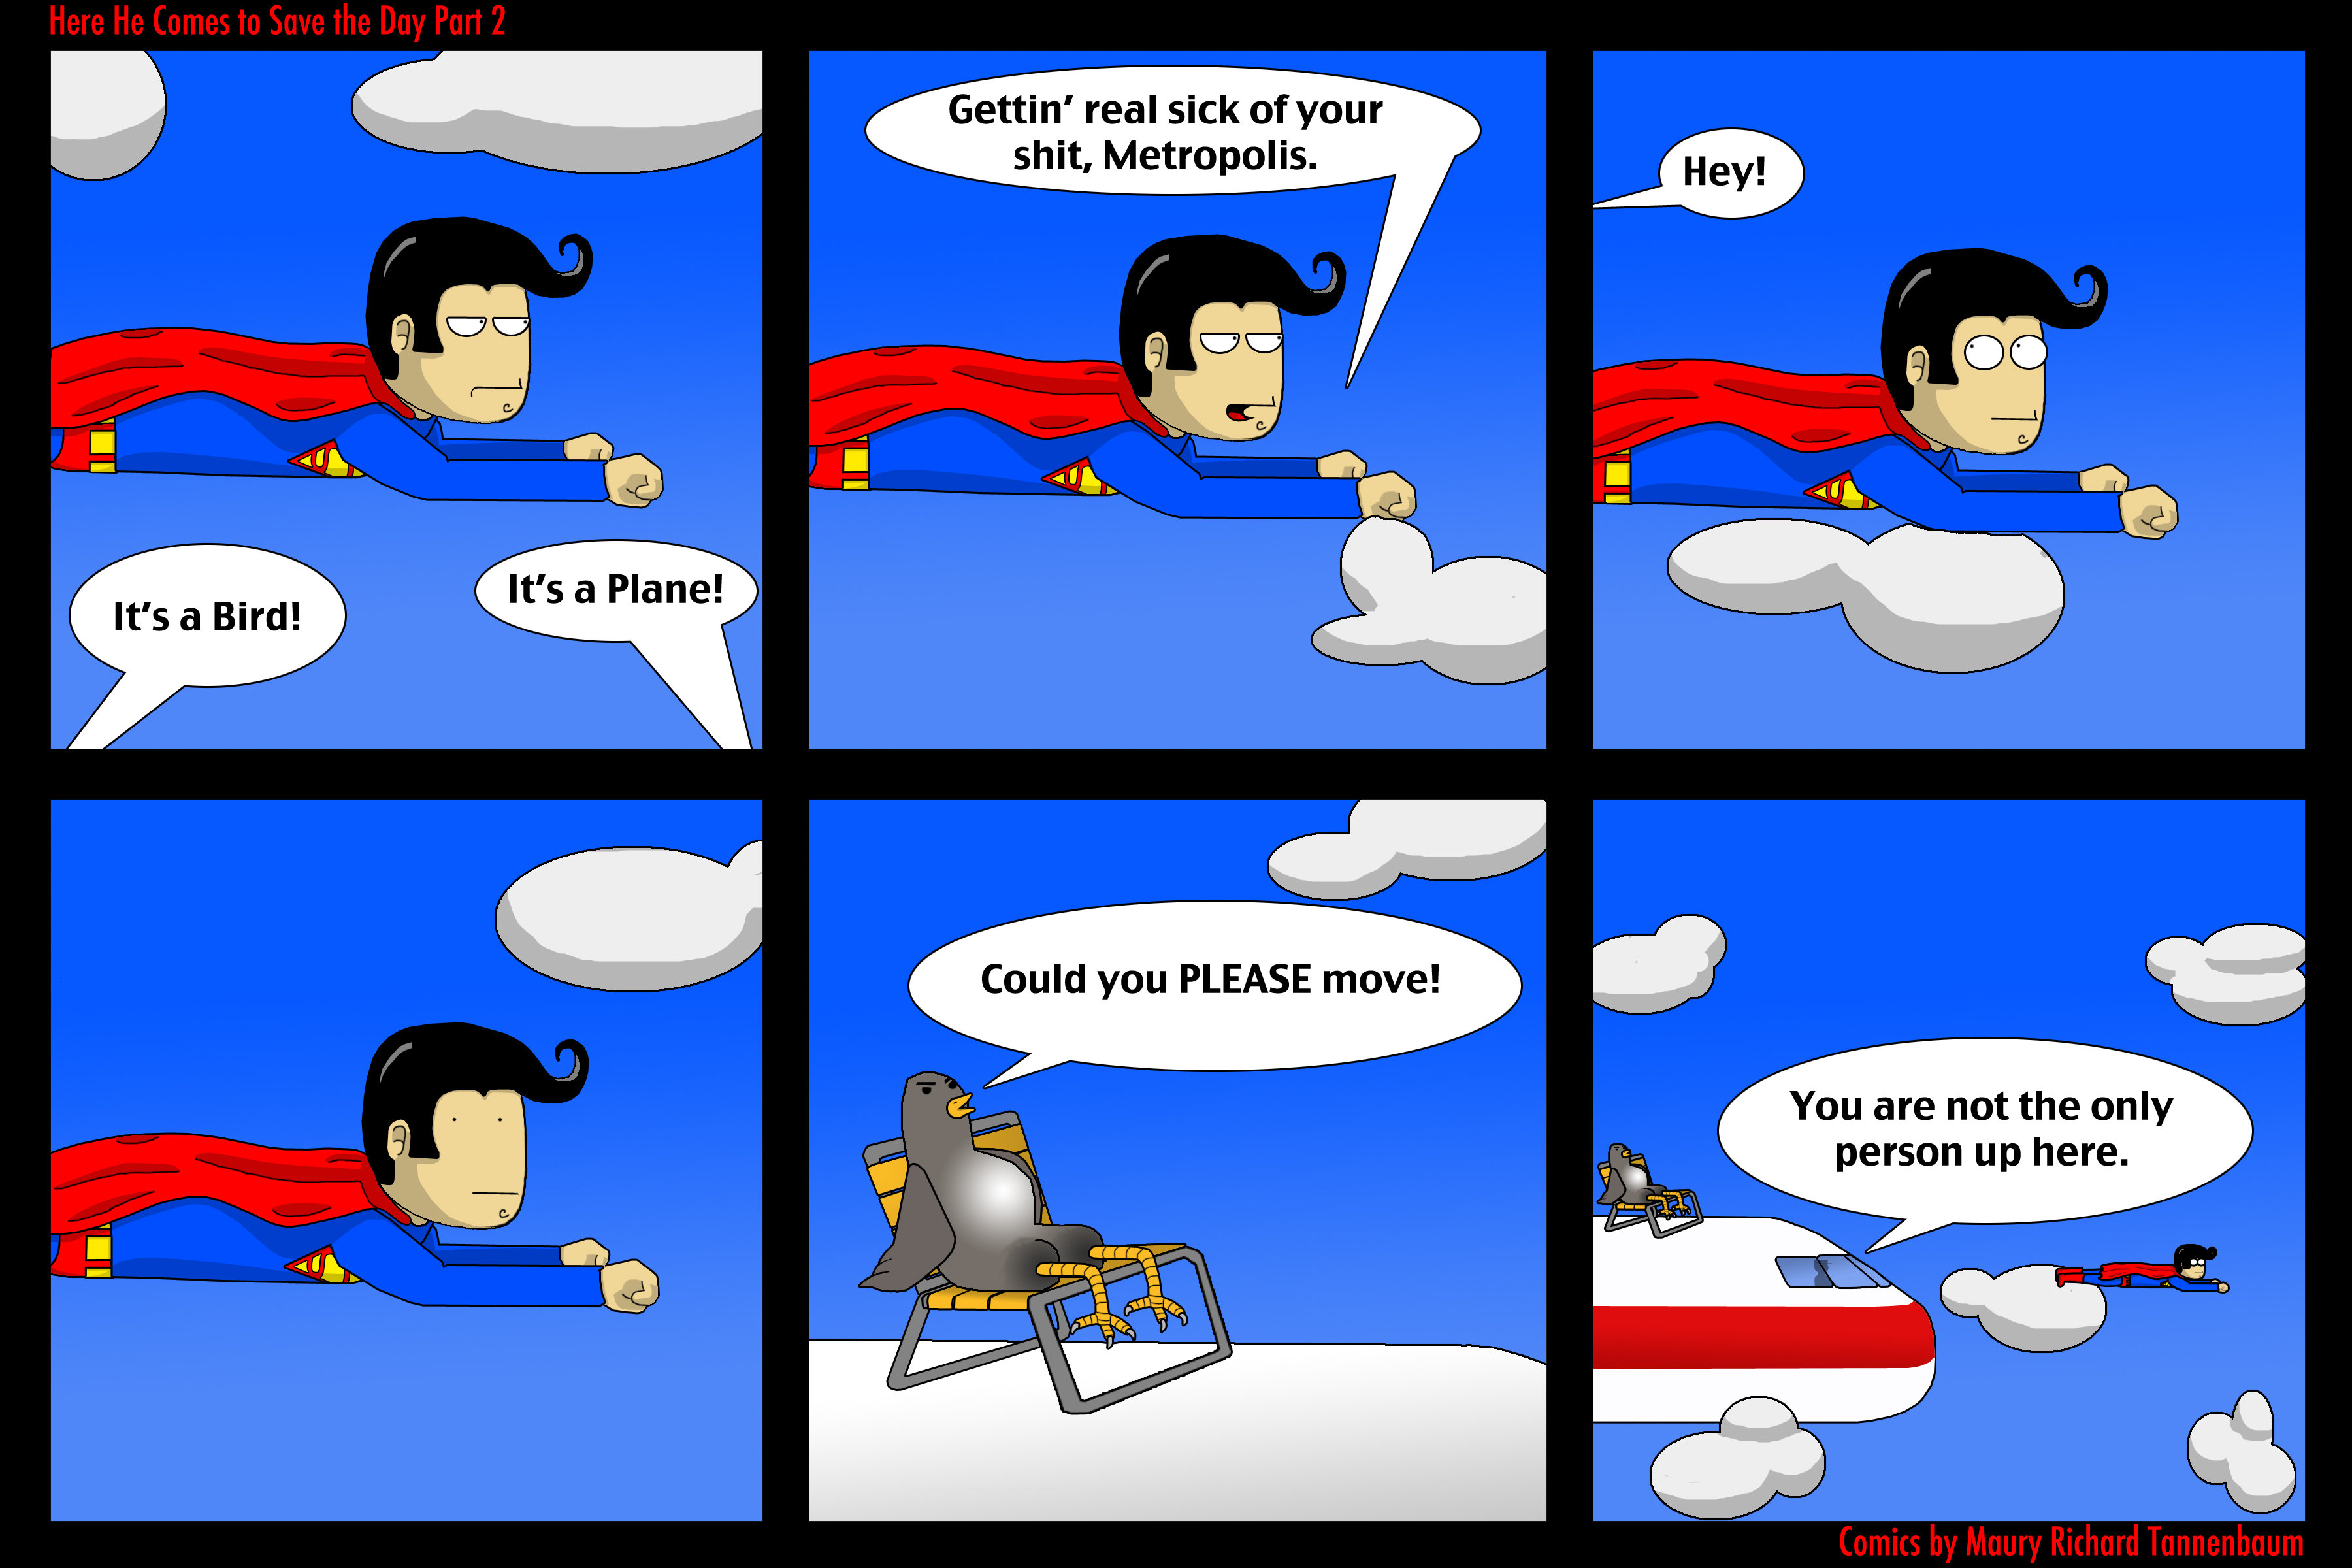 Here He Comes to Save the Day Part 2
It's a Bird!
It's a Plane!
Gettin' real sick of your
shit, Metropolis.
Hey!
Could you PLEASE move!
You are not the only
person up here.
Comics by Maury Richard Tannenbaum